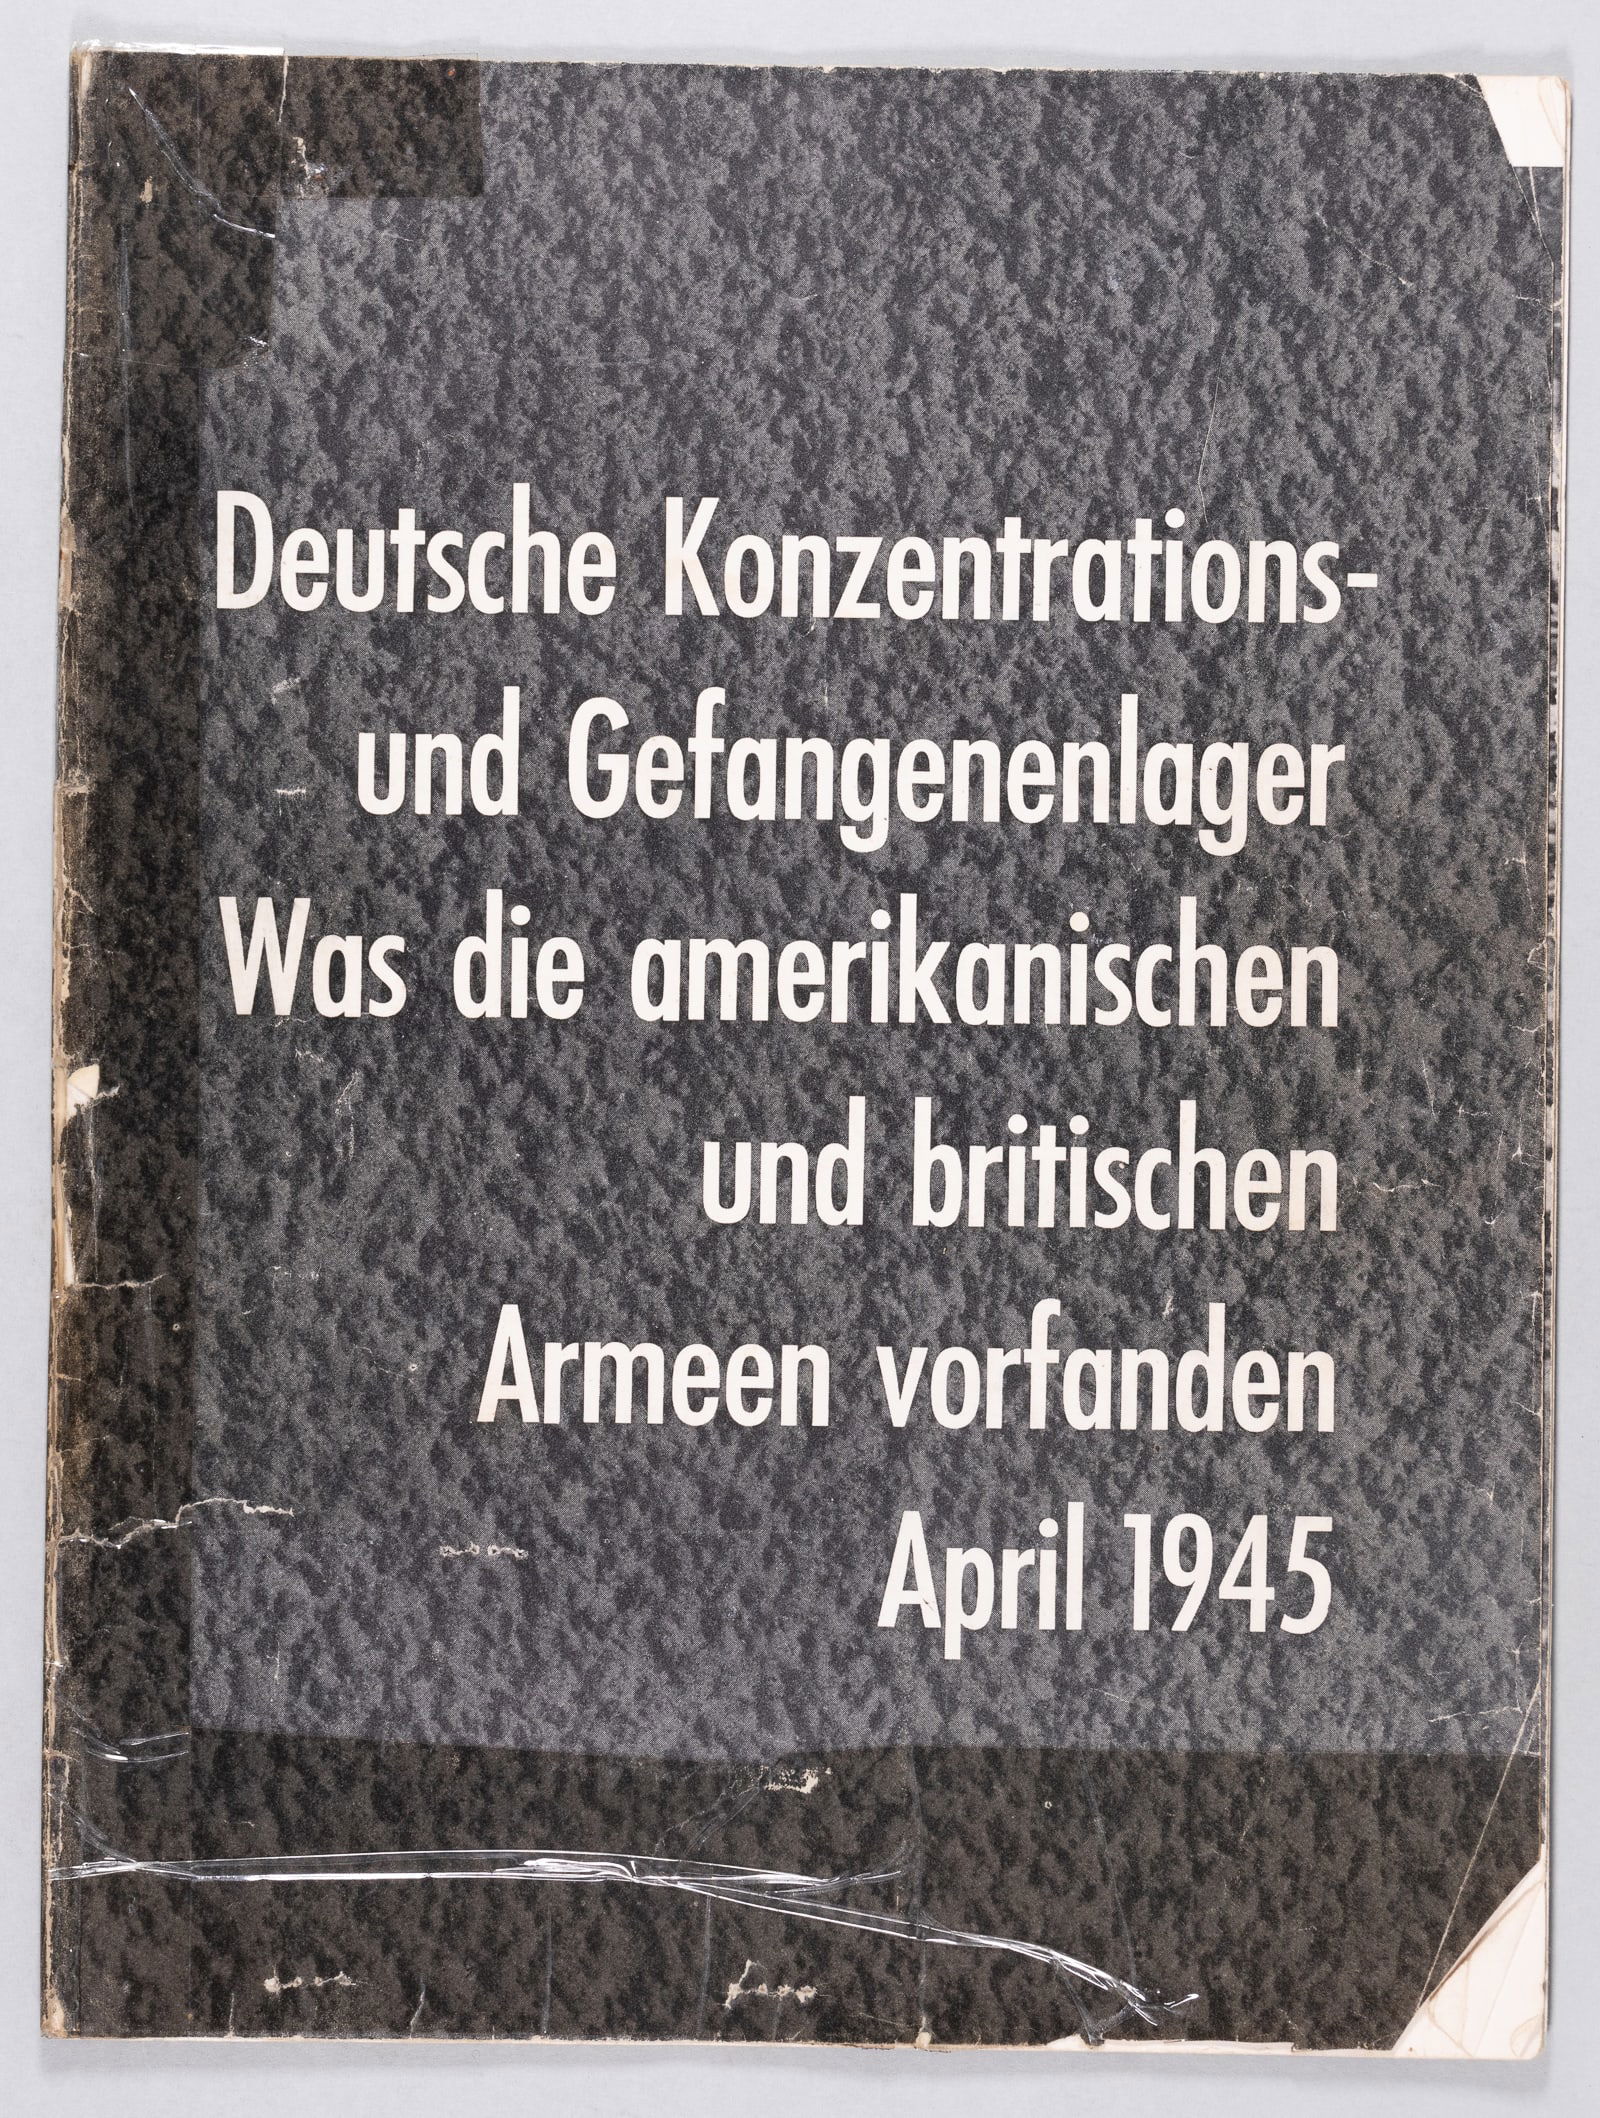 Deutsche Konzentrations-
und Gefangenenlager
Was die amerikanischen
und britischen
Armeen vorfanden
April 1945